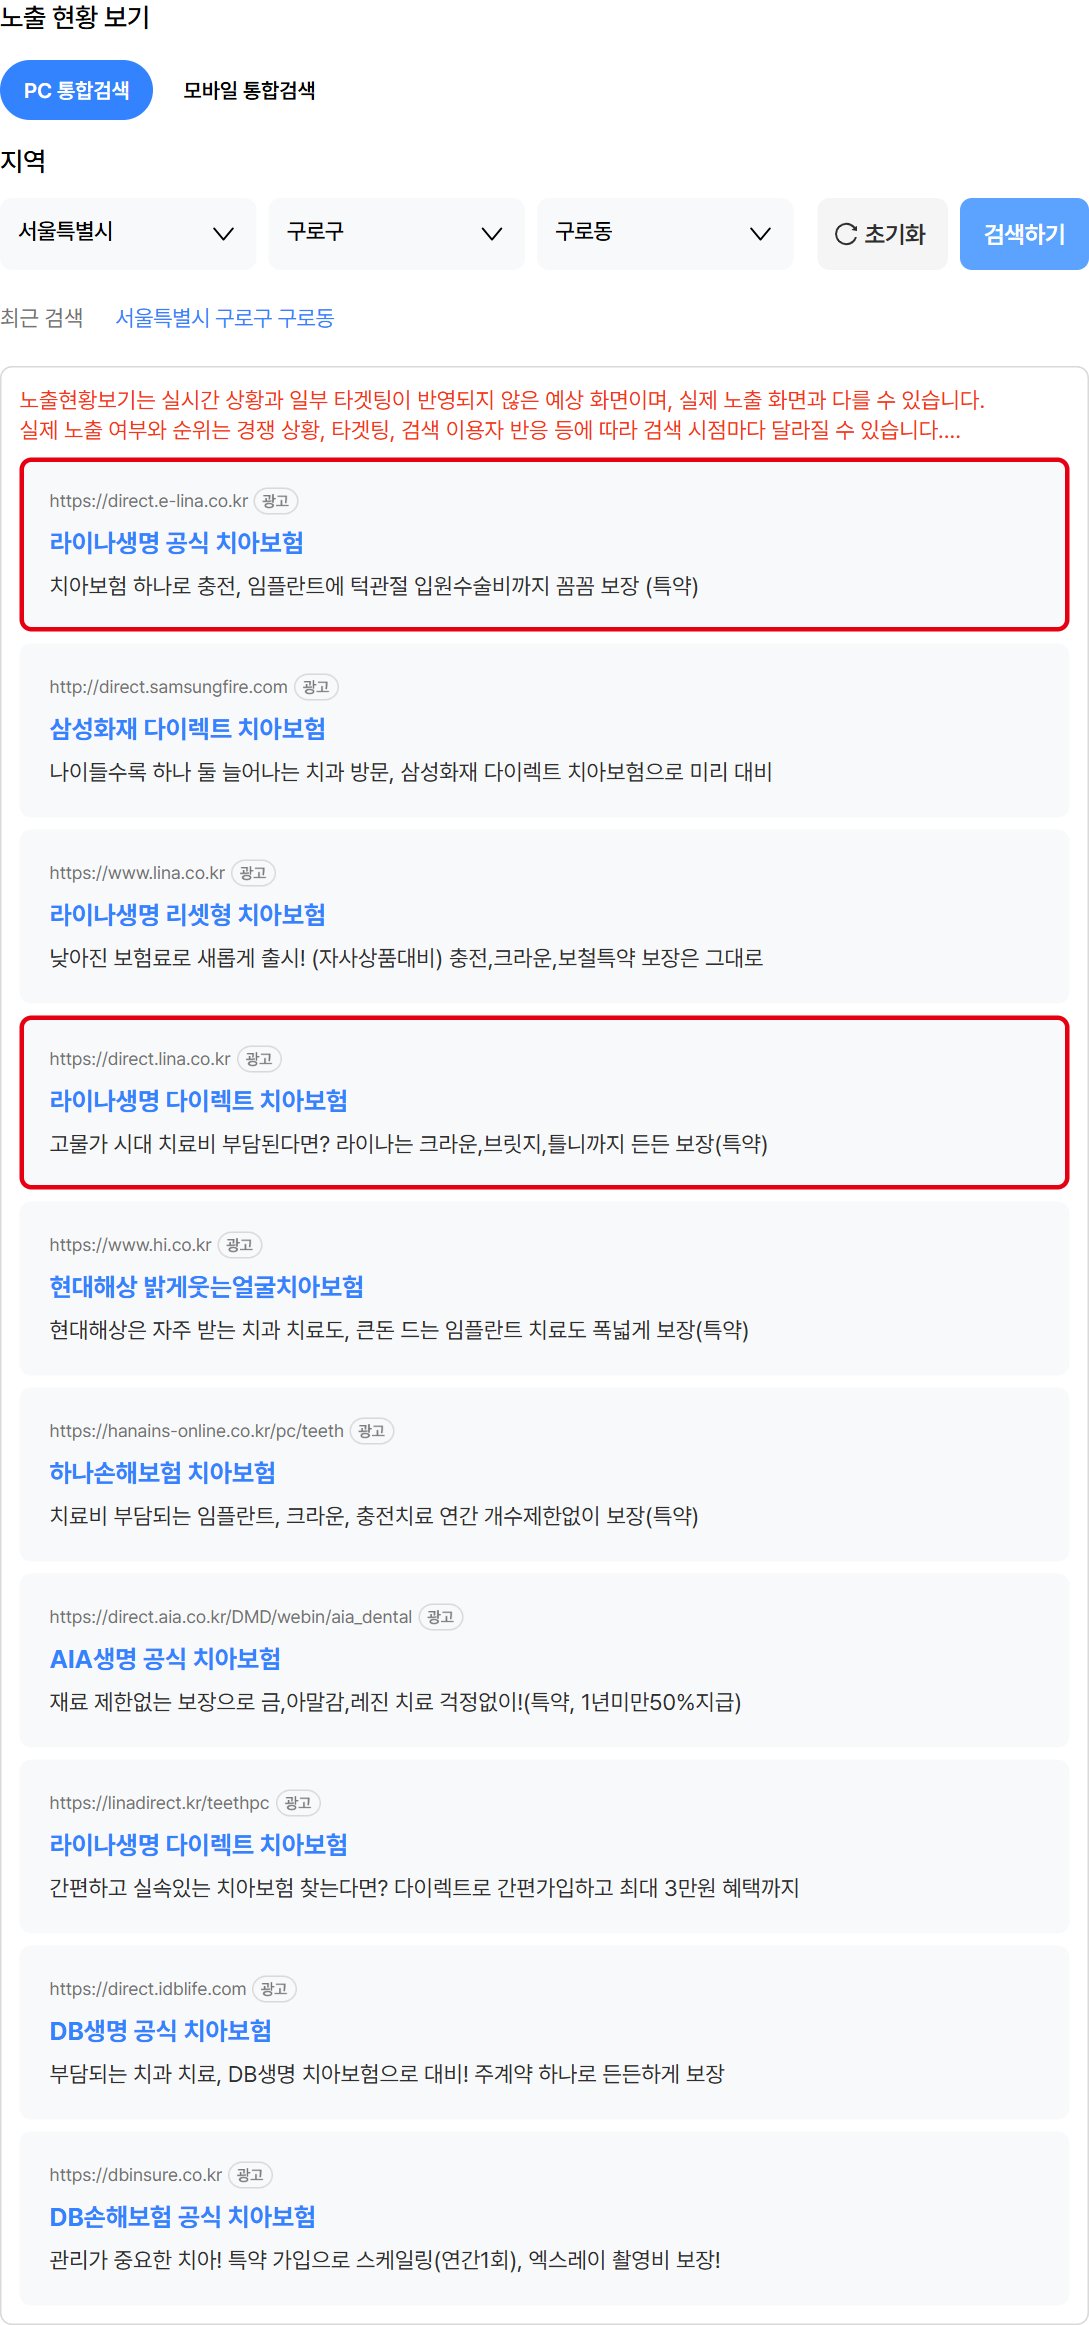 노출 현황 보기
PC 통합검색
모바일 통합검색
지역
서울특별시
구로구
구로동
초기화
검색하기
최근 검색
서울특별시 구로구 구로동
노출현황보기는 실시간 상황과 일부 타겟팅이 반영되지 않은 예상 화면이며, 실제 노출 화면과 다를 수 있습니다.
실제 노출 여부와 순위는 경쟁 상황, 타겟팅, 검색 이용자 반응 등에 따라 검색 시점마다 달라질 수 있습니다....
https://direct.e-lina.co.kr 광고
라이나생명 공식 치아보험
치아보험 하나로 충전, 임플란트에 턱관절 입원수술비까지 꼼꼼 보장 (특약)
http://direct.samsungfire.com 광고
삼성화재 다이렉트 치아보험
나이들수록 하나 둘 늘어나는 치과 방문, 삼성화재 다이렉트 치아보험으로 미리 대비
https://www.lina.co.kr 광고
라이나생명 리셋형 치아보험
낮아진 보험료로 새롭게 출시! (자사상품대비) 충전,크라운,보철특약 보장은 그대로
https://direct.lina.co.kr 광고
라이나생명 다이렉트 치아보험
고물가 시대 치료비 부담된다면? 라이나는 크라운,브릿지,틀니까지 든든 보장(특약)
https://www.hi.co.kr 광고
현대해상 밝게웃는얼굴치아보험
현대해상은 자주 받는 치과 치료도, 큰돈 드는 임플란트 치료도 폭넓게 보장(특약)
https://hanains-online.co.kr/pc/teeth 광고
하나손해보험 치아보험
치료비 부담되는 임플란트, 크라운, 충전치료 연간 개수제한없이 보장(특약)
https://direct.aia.co.kr/DMD/webin/aia_dental 광고
AIA생명 공식 치아보험
재료 제한없는 보장으로 금,아말감,레진 치료 걱정없이!(특약, 1년미만50%지급)
https://linadirect.kr/teethpc 광고
라이나생명 다이렉트 치아보험
간편하고 실속있는 치아보험 찾는다면? 다이렉트로 간편가입하고 최대 3만원 혜택까지
https://direct.idblife.com 광고
DB생명 공식 치아보험
부담되는 치과 치료, DB생명 치아보험으로 대비! 주계약 하나로 든든하게 보장
https://dbinsure.co.kr 광고
DB손해보험 공식 치아보험
관리가 중요한 치아! 특약 가입으로 스케일링(연간1회), 엑스레이 촬영비 보장!